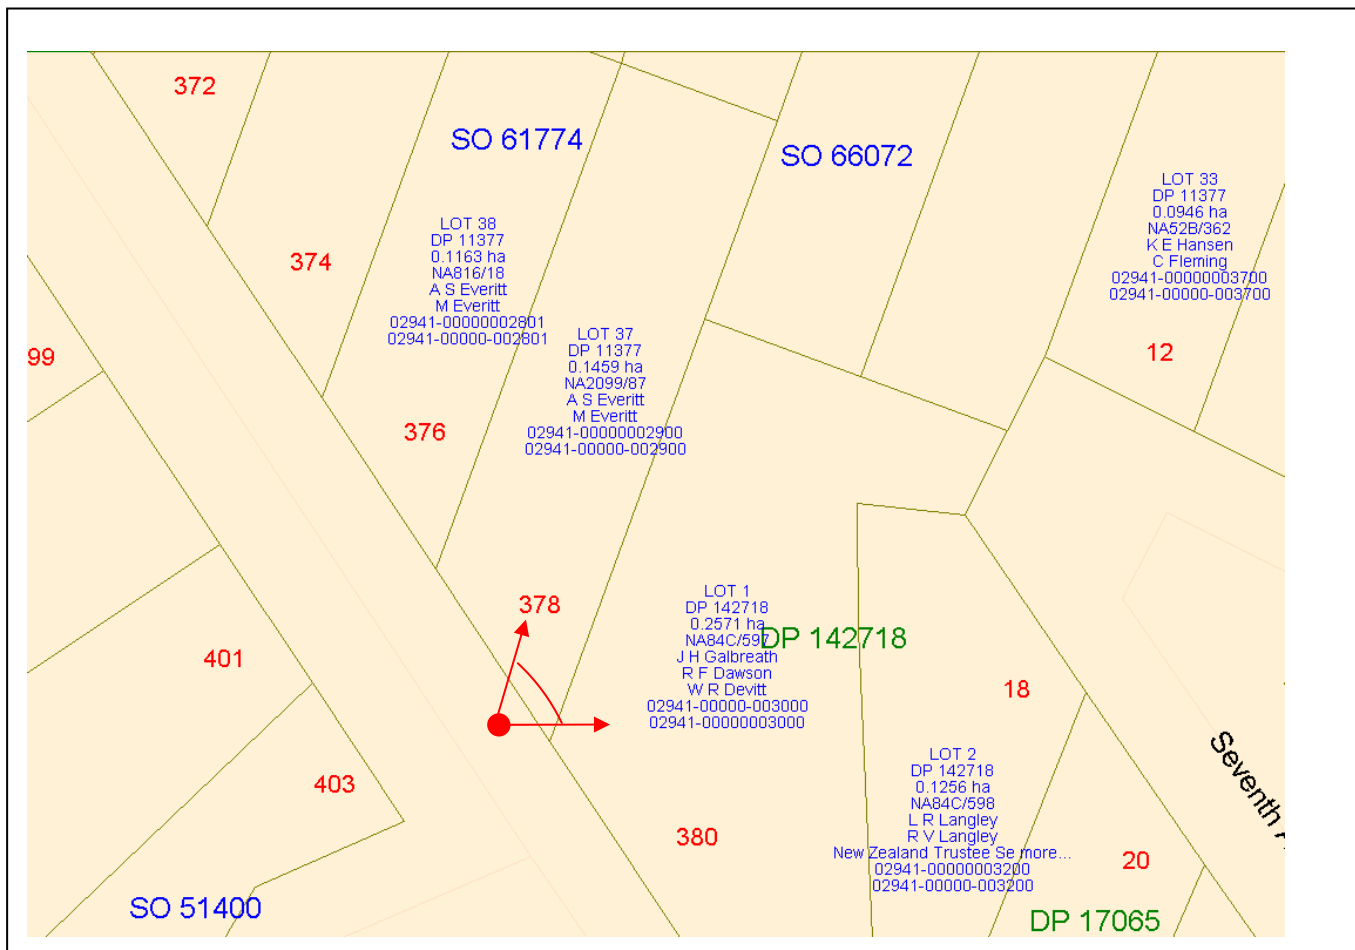 372
SO 61774
SO 66072
LOT 33
DP 11377
0.0946 ha
NA52B/362
K E Hansen
C Fleming
02941-00000003700
02941-00000-003700
LOT 38
DP 11377
0.1163 ha
NA816/18
A S Everitt
M Everitt
02941-00000002801
02941-00000-002801
374
LOT 37
DP 11377
0.1459 ha
NA2099/87
A S Everitt
M Everitt
02941-00000002900
02941-00000-002900
99
12
376
378
LOT 1
DP 142718
0.2571 ha
NA84C/597
J H Galbreath
R F Dawson
W R Devitt
02941-00000-003000
02941-00000003000
DP 142718
401
18
403
LOT 2
DP 142718
0.1256 ha
NA84C/598
L R Langley
R V Langley
New Zealand Trustee Se more...
02941-00000003200
02941-00000-003200
Seventh
380
20
SO 51400
DP 17065